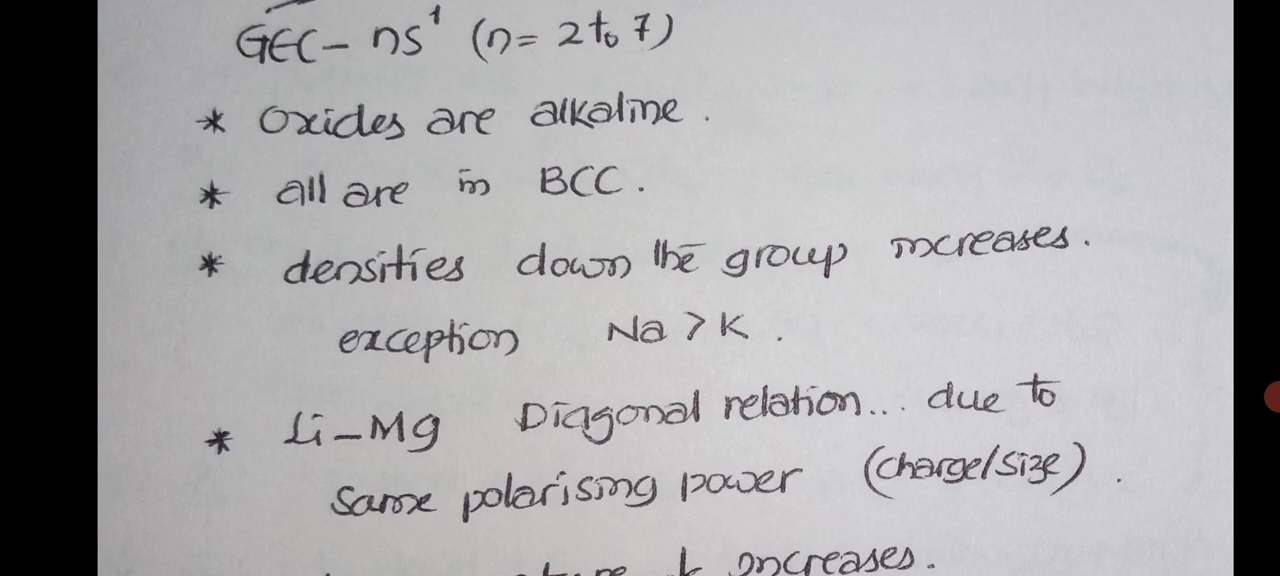 GEC- ns¹ (n= 2 to 7)
* Oxides are alkaline.
* all are in BCC.
* densities down the group increases.
exception Na > K.
* Li-Mg Diagonal relation... due to
same polarising power (charge/size).
& increases.